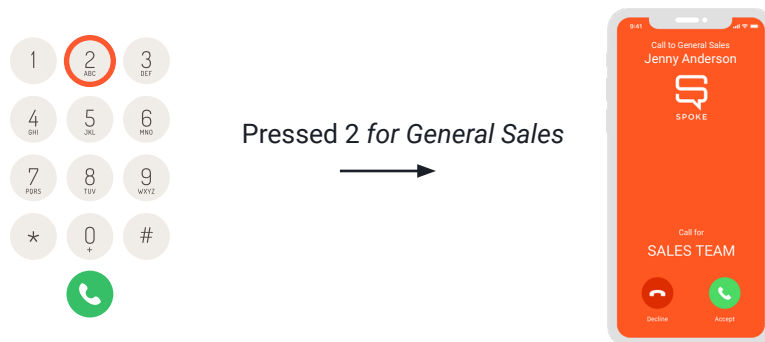 1
2
ABC
3
DEF
4
GHI
5
JKL
6
MNO
7
PQRS
8
TUV
9
WXYZ
*
0
+
#
Pressed 2 for General Sales
9:41
Call to General Sales
Jenny Anderson
SPOKE
Call for
SALES TEAM
Decline
Accept